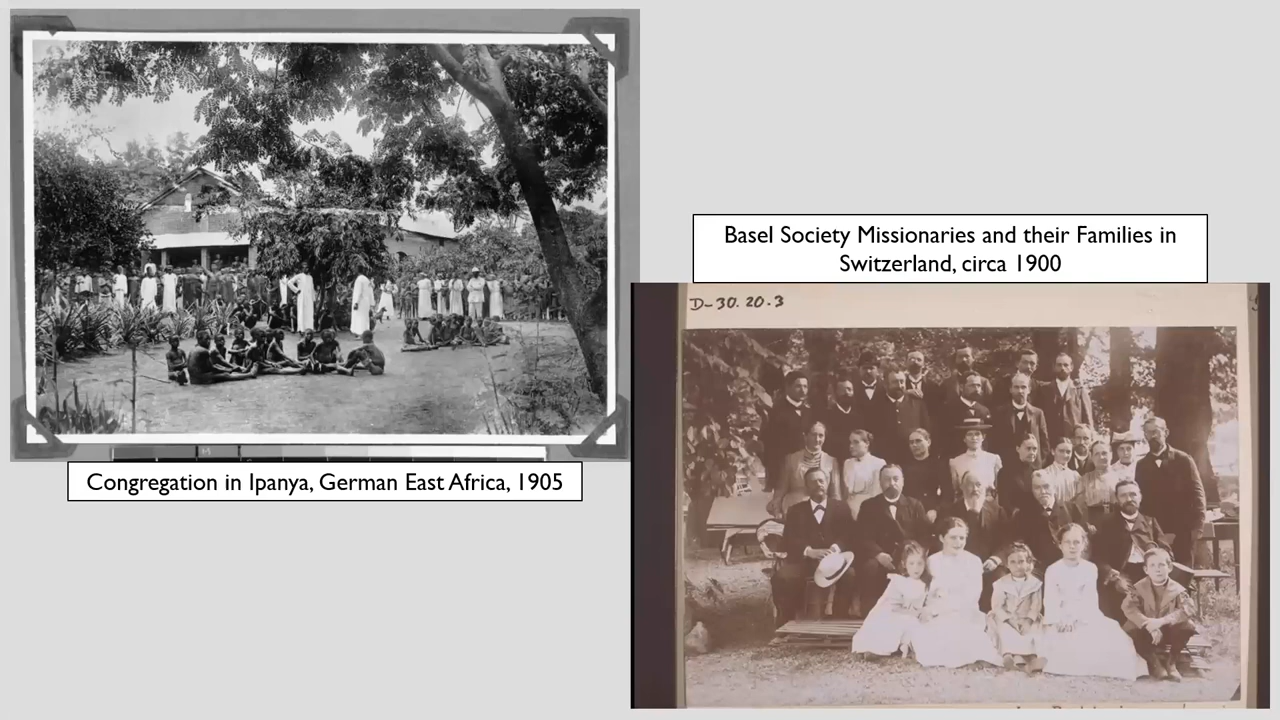 Basel Society Missionaries and their Families in
Switzerland, circa 1900
D-30.20-3
Congregation in Ipanya, German East Africa, 1905